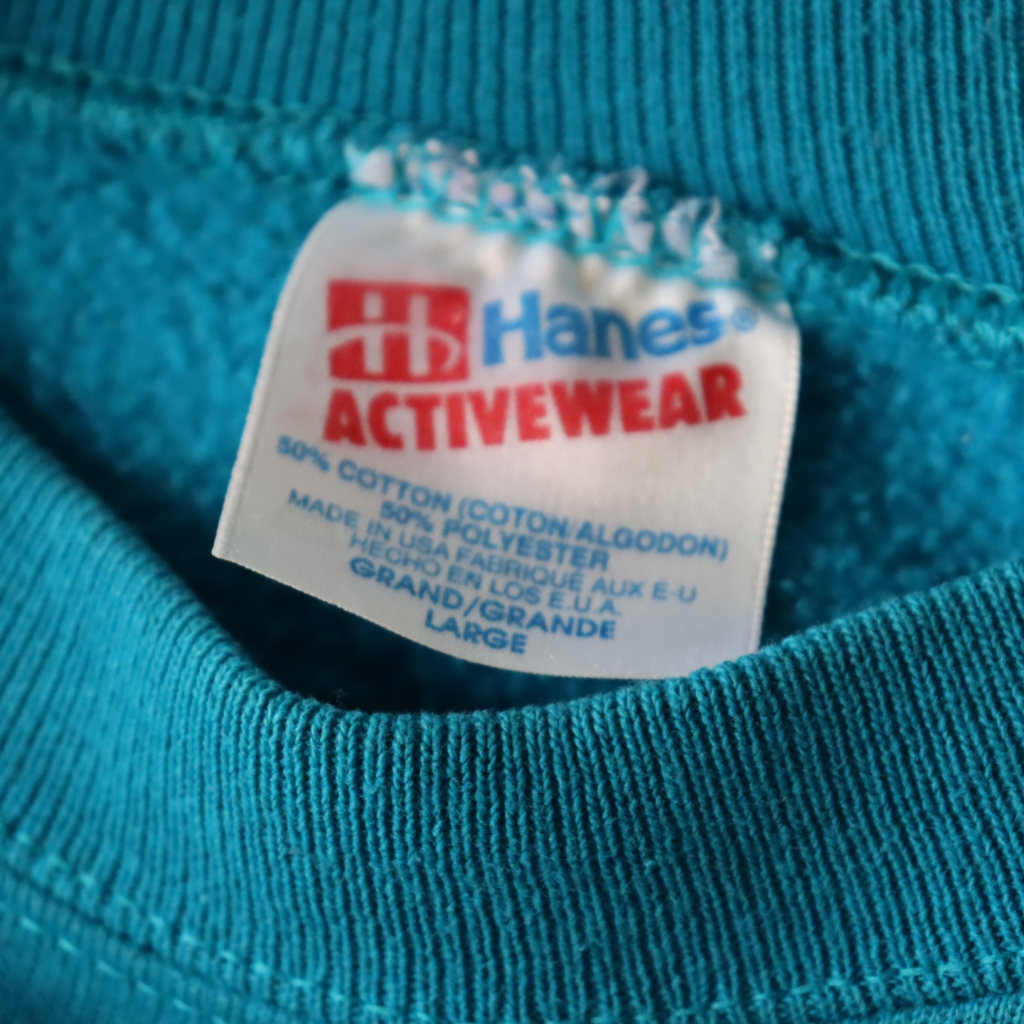 H Hanes®
ACTIVEWEAR
50% COTTON (COTON/ALGODON)
50% POLYESTER
MADE IN USA FABRIQUÉ AUX E-U
HECHO EN LOS E.U.A.
GRAND/GRANDE
LARGE